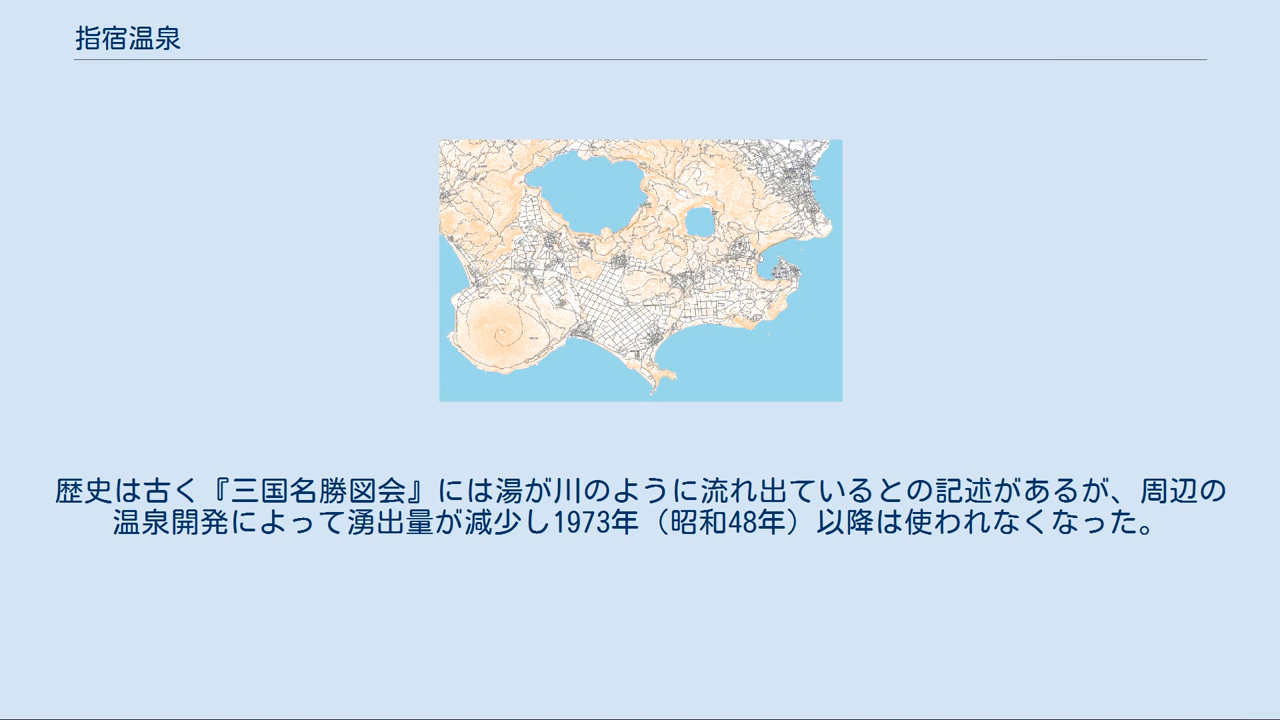 指宿温泉
歴史は古く『三国名勝図会』には湯が川のように流れ出ているとの記述があるが、周辺の
温泉開発によって湧出量が減少し1973年（昭和48年）以降は使われなくなった。